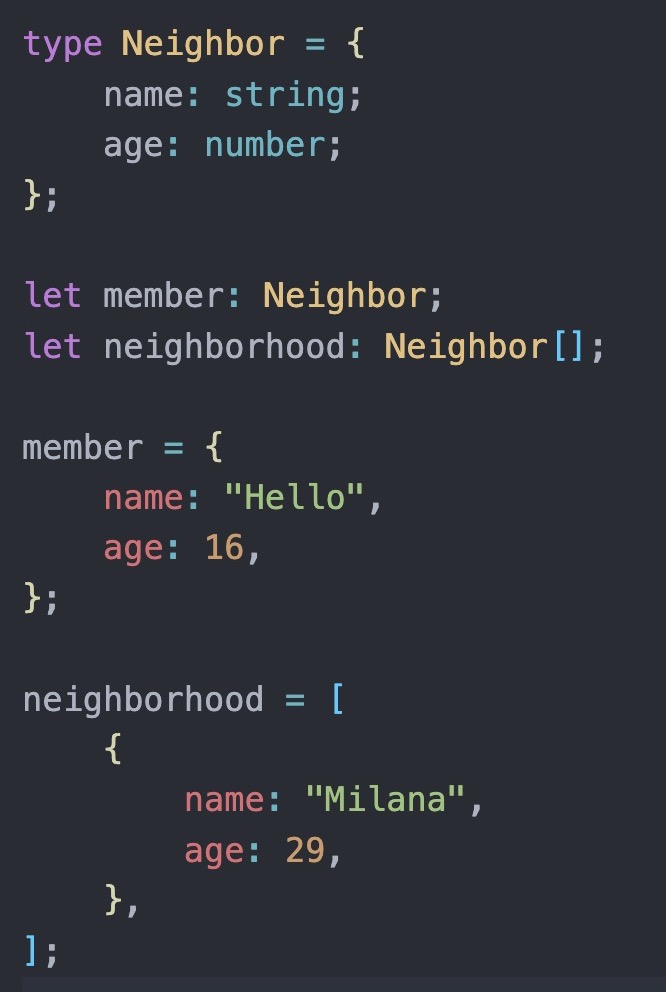 type Neighbor = {
    name: string;
    age: number;
};

let member: Neighbor;
let neighborhood: Neighbor[];

member = {
    name: "Hello",
    age: 16,
};

neighborhood = [
    {
        name: "Milana",
        age: 29,
    },
];